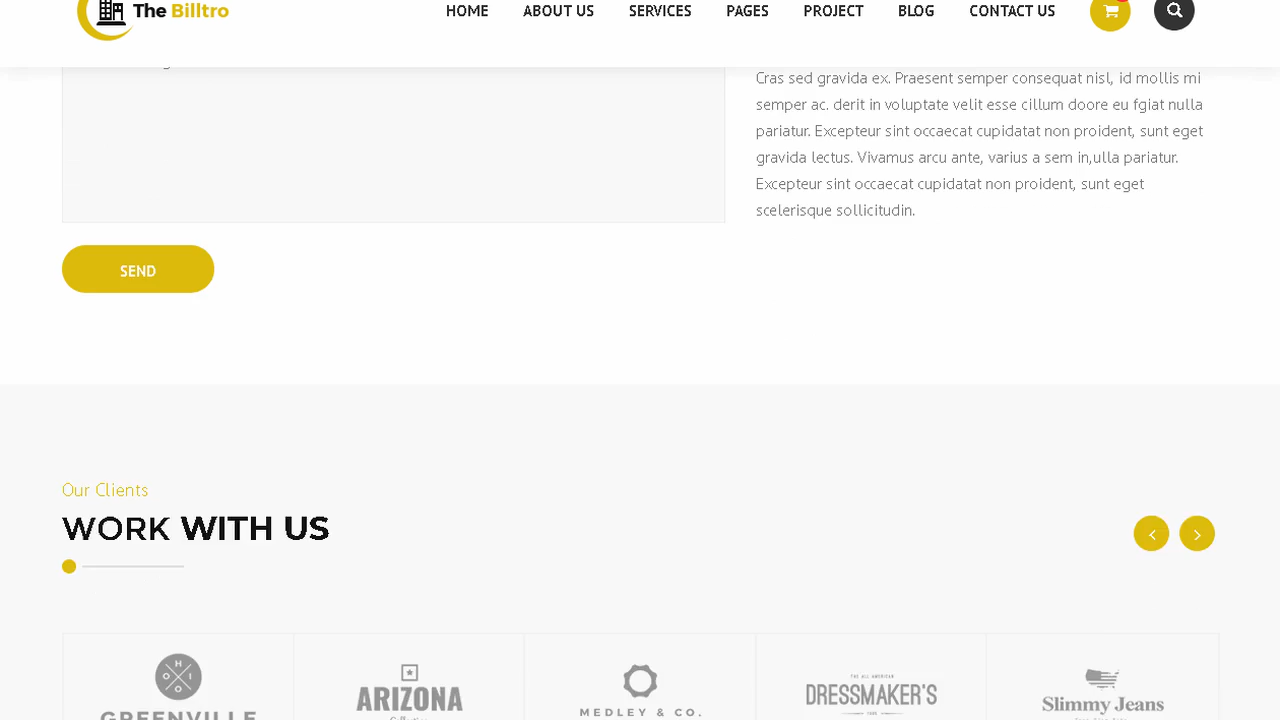 The Billtro
HOME ABOUT US SERVICES PAGES PROJECT BLOG CONTACT US
Cras sed gravida ex. Praesent semper consequat nisl, id mollis mi
semper ac. derit in voluptate velit esse cillum doore eu fgiat nulla
pariatur. Excepteur sint occaecat cupidatat non proident, sunt eget
gravida lectus. Vivamus arcu ante, varius a sem in,ulla pariatur.
Excepteur sint occaecat cupidatat non proident, sunt eget
scelerisque sollicitudin.
SEND
Our Clients
WORK WITH US
HIOO
GREENVILLE
ARIZONA
MEDLEY & CO.
THE ALL AMERICAN
DRESSMAKER'S
Slimmy Jeans